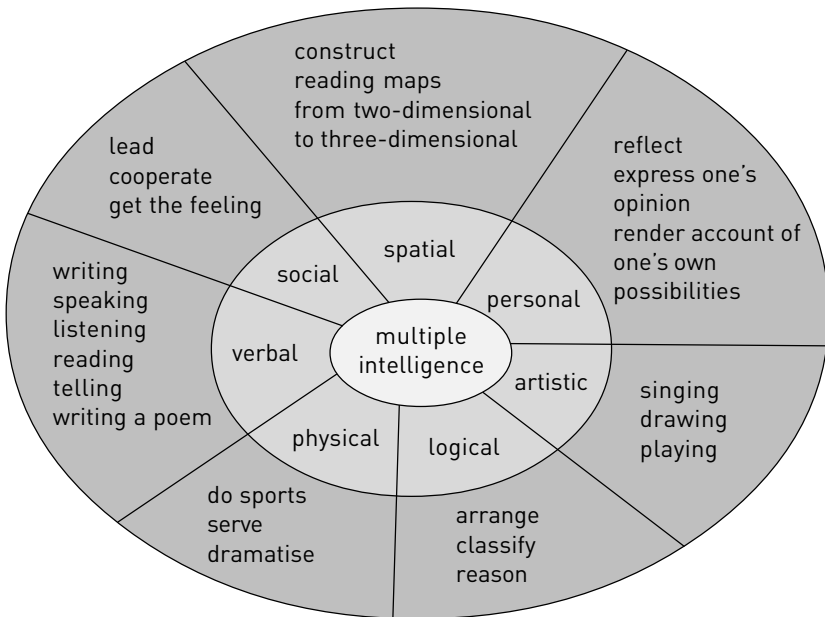 construct
reading maps
from two-dimensional
to three-dimensional
lead
cooperate
get the feeling
reflect
express one's
opinion
render account of
one's own
possibilities
writing
speaking
listening
reading
telling
writing a poem
spatial
social
personal
verbal
multiple
intelligence
artistic
physical
logical
singing
drawing
playing
do sports
serve
dramatise
arrange
classify
reason